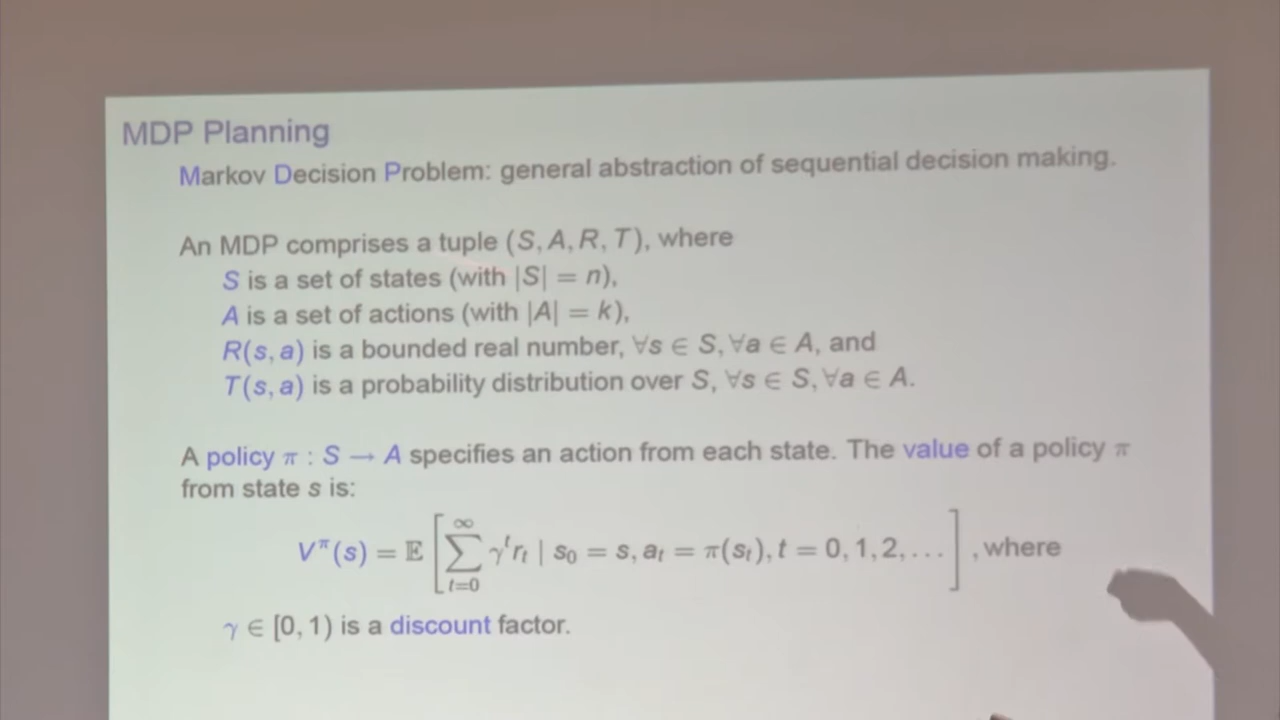 MDP Planning
Markov Decision Problem: general abstraction of sequential decision making.
An MDP comprises a tuple (S, A, R, T), where
S is a set of states (with |S| = n),
A is a set of actions (with |A| = k),
R(s, a) is a bounded real number, ∀s ∈ S, ∀a ∈ A, and
T(s, a) is a probability distribution over S, ∀s ∈ S, ∀a ∈ A.
A policy π : S → A specifies an action from each state. The value of a policy π
from state s is:
V^π(s) = 𝔼 [ ∑_{t=0}^{∞} γ^t r_t | s_0 = s, a_t = π(s_t), t = 0, 1, 2, … ] , where
γ ∈ [0, 1) is a discount factor.